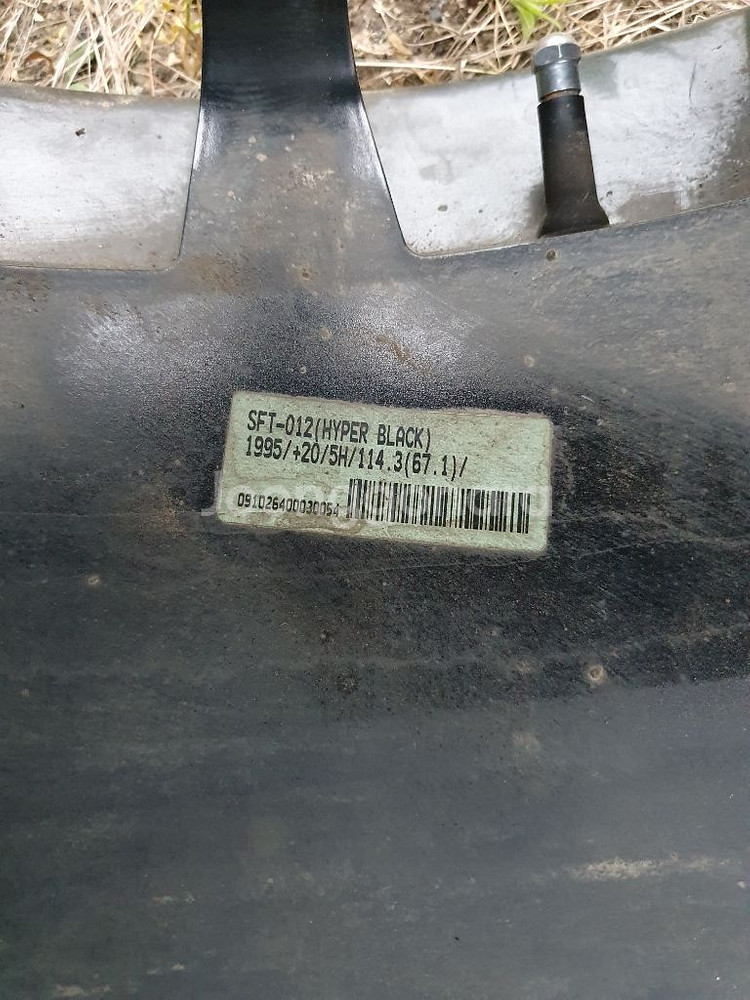 SFT-012(HYPER BLACK)
1995/+20/5H/114.3(67.1)/
091026400030054